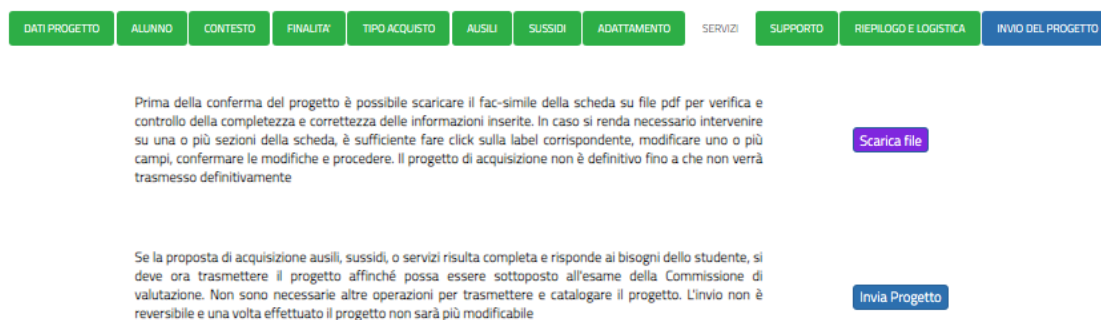 DATI PROGETTO ALUNNO CONTESTO FINALITA' TIPO ACQUISTO AUSILI SUSSIDI ADATTAMENTO SERVIZI SUPPORTO RIEPILOGO E LOGISTICA INVIO DEL PROGETTO
Prima della conferma del progetto è possibile scaricare il fac-simile della scheda su file pdf per verifica e
controllo della completezza e correttezza delle informazioni inserite. In caso si renda necessario intervenire
su una o più sezioni della scheda, è sufficiente fare click sulla label corrispondente, modificare uno o più
campi, confermare le modifiche e procedere. Il progetto di acquisizione non è definitivo fino a che non verrà
trasmesso definitivamente
Scarica file
Se la proposta di acquisizione ausili, sussidi, o servizi risulta completa e risponde ai bisogni dello studente, si
deve ora trasmettere il progetto affinché possa essere sottoposto all'esame della Commissione di
valutazione. Non sono necessarie altre operazioni per trasmettere e catalogare il progetto. L'invio non è
reversibile e una volta effettuato il progetto non sarà più modificabile
Invia Progetto